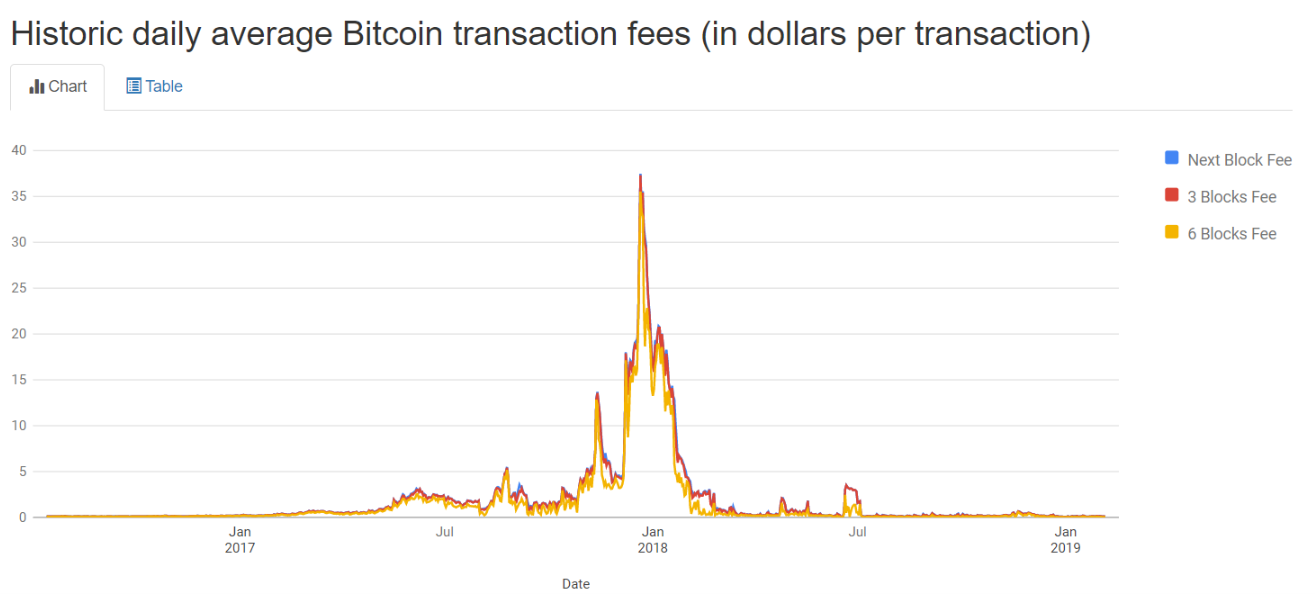 Historic daily average Bitcoin transaction fees (in dollars per transaction)
Chart
Table
40
35
30
25
20
15
10
5
0
Next Block Fee
3 Blocks Fee
6 Blocks Fee
Jan
2017
Jul
Jan
2018
Jul
Jan
2019
Date